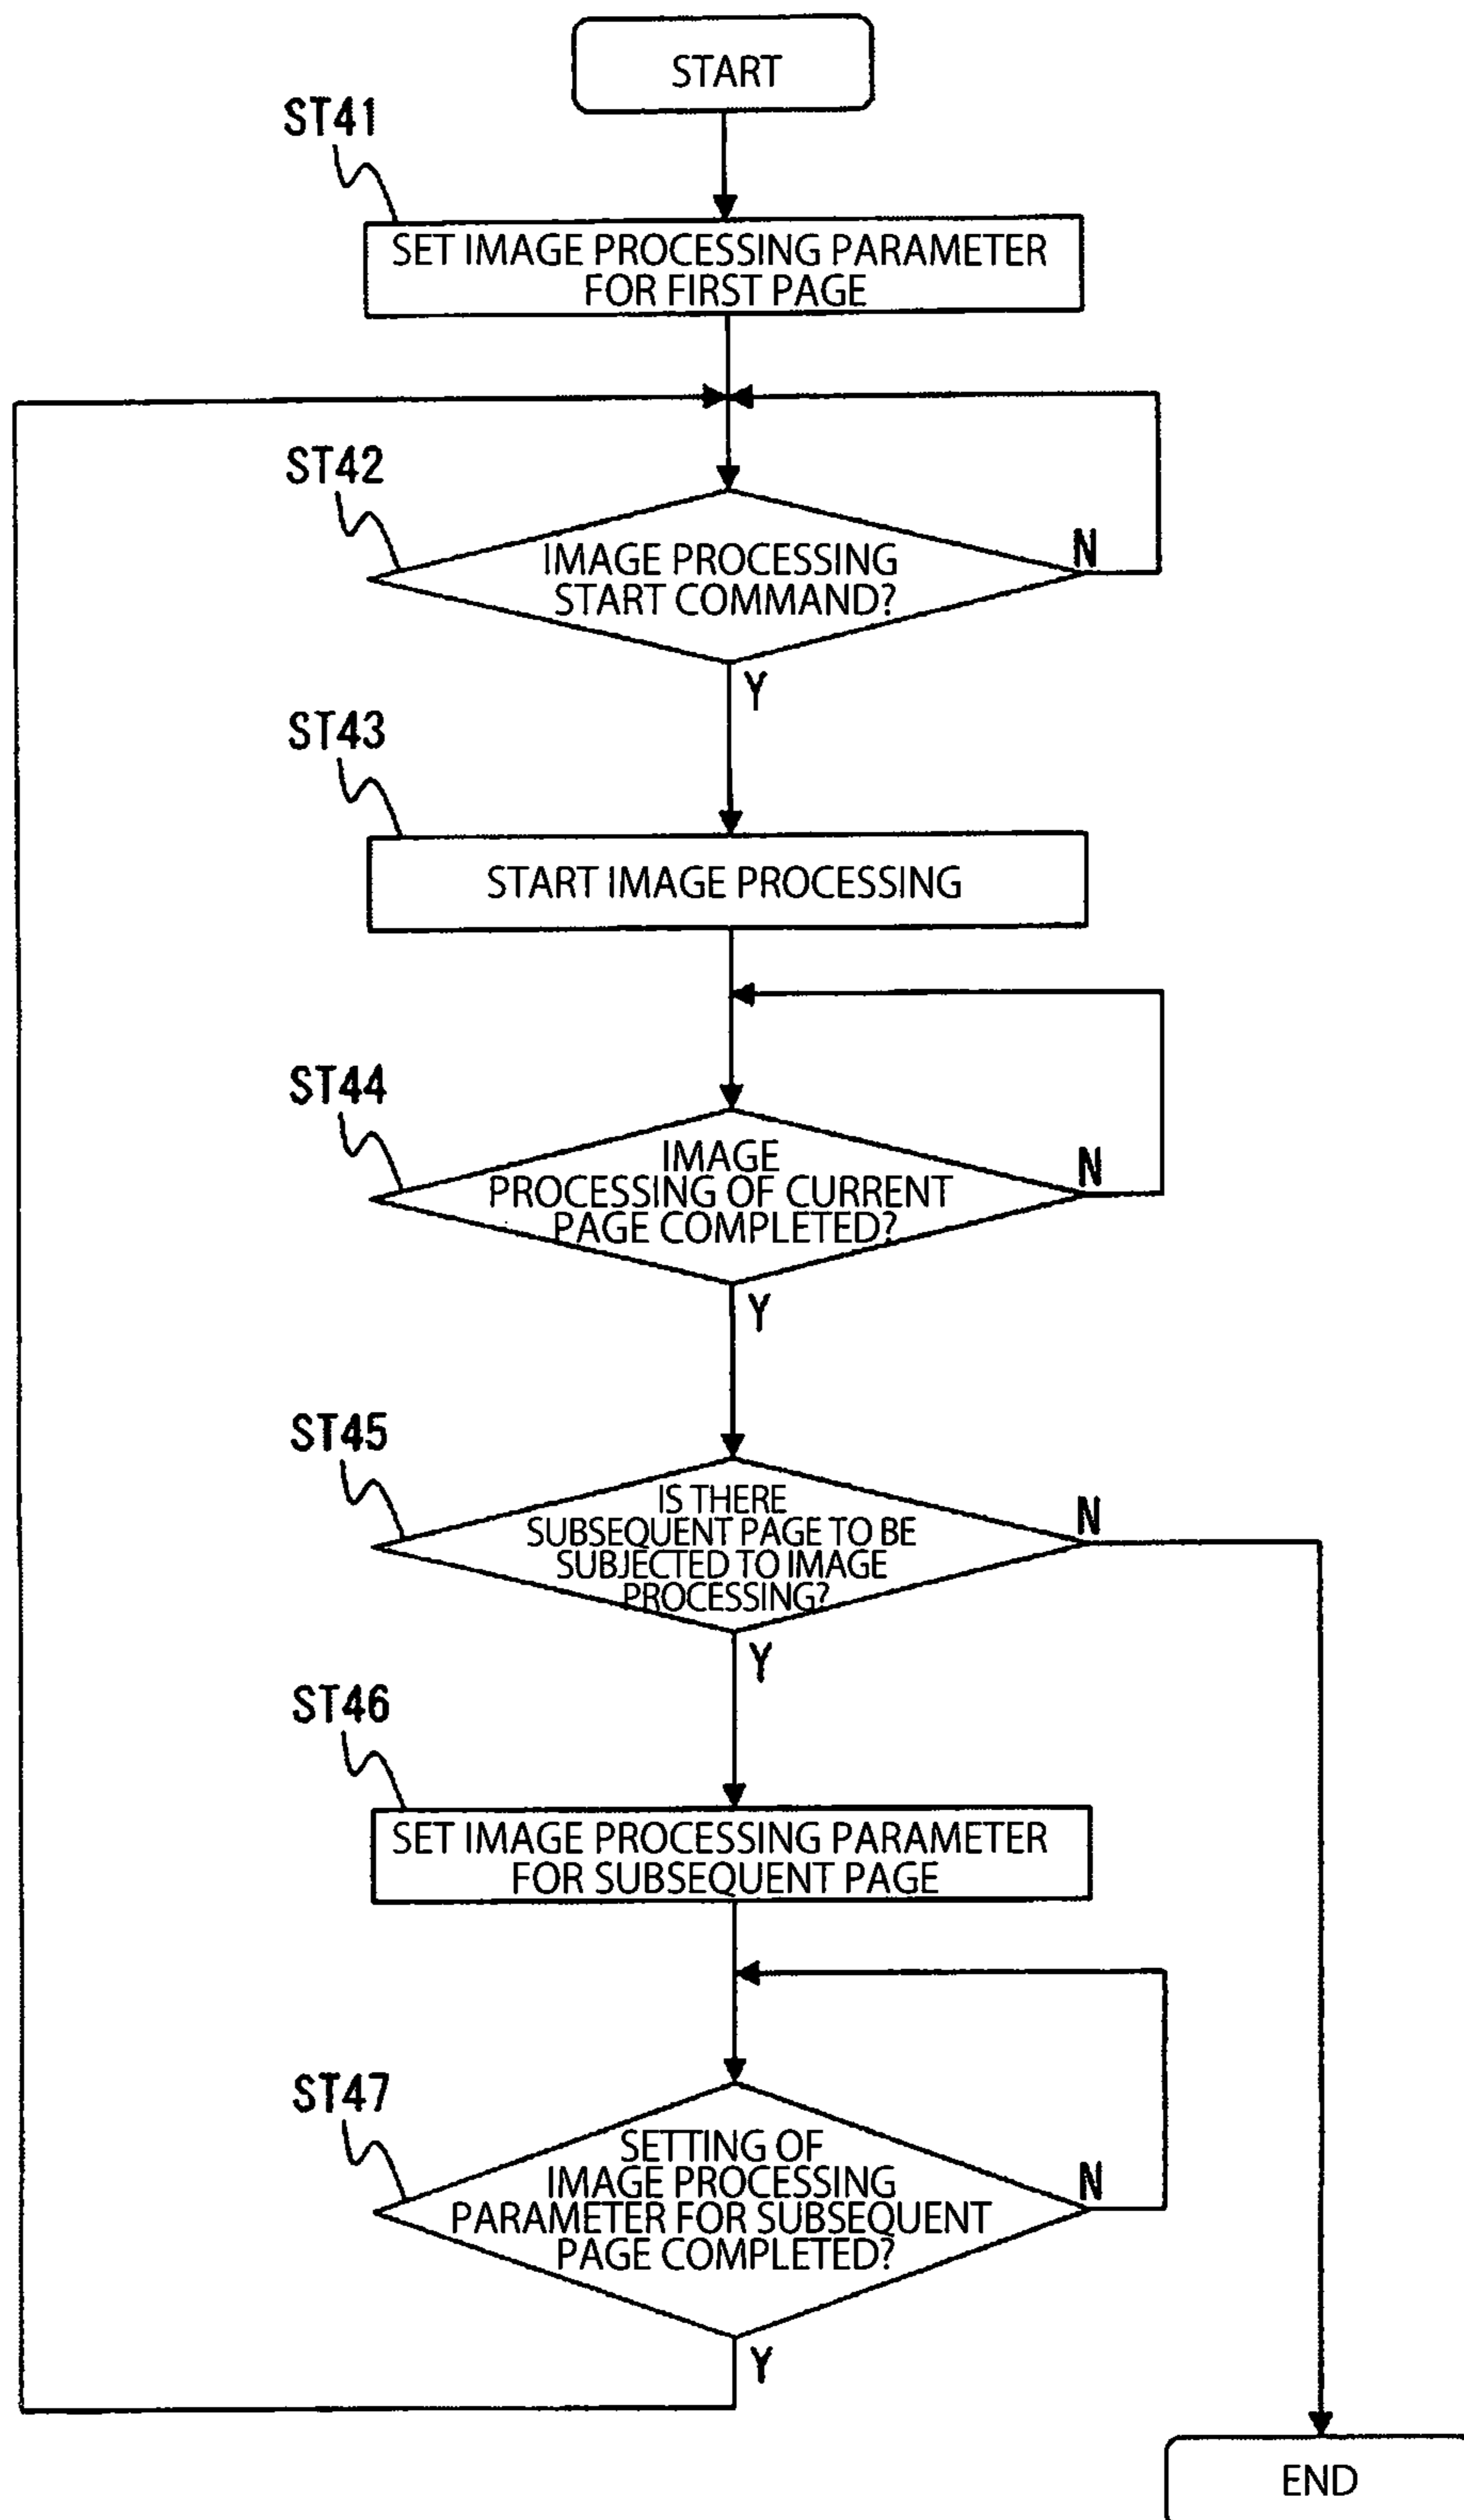 START
ST41
SET IMAGE PROCESSING PARAMETER
FOR FIRST PAGE
ST42
IMAGE PROCESSING
START COMMAND?
N
Y
ST43
START IMAGE PROCESSING
ST44
IMAGE
PROCESSING OF CURRENT
PAGE COMPLETED?
N
Y
ST45
IS THERE
SUBSEQUENT PAGE TO BE
SUBJECTED TO IMAGE
PROCESSING?
N
Y
ST46
SET IMAGE PROCESSING PARAMETER
FOR SUBSEQUENT PAGE
ST47
SETTING OF
IMAGE PROCESSING
PARAMETER FOR SUBSEQUENT
PAGE COMPLETED?
N
Y
END